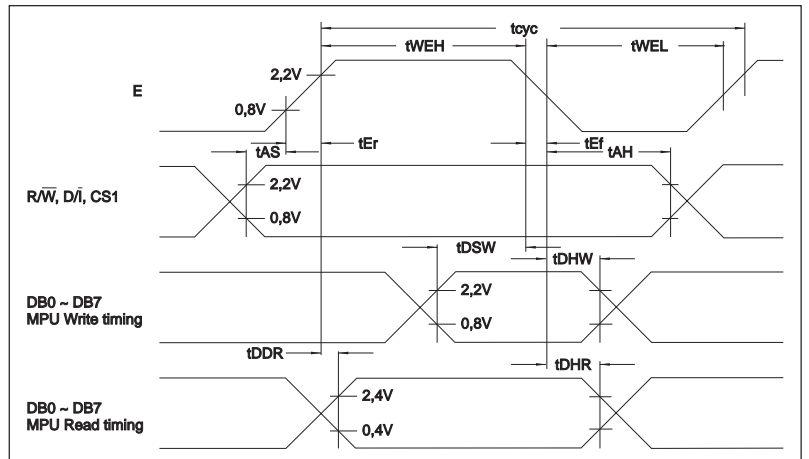 tcyc
tWEH tWEL
2,2V
E
0,8V
tEr tEf
tAS tAH
R/W̅, D/I̅, CS1
2,2V
0,8V
tDSW
tDHW
2,2V
DB0 ~ DB7
MPU Write timing
0,8V
tDDR
tDHR
2,4V
DB0 ~ DB7
MPU Read timing
0,4V